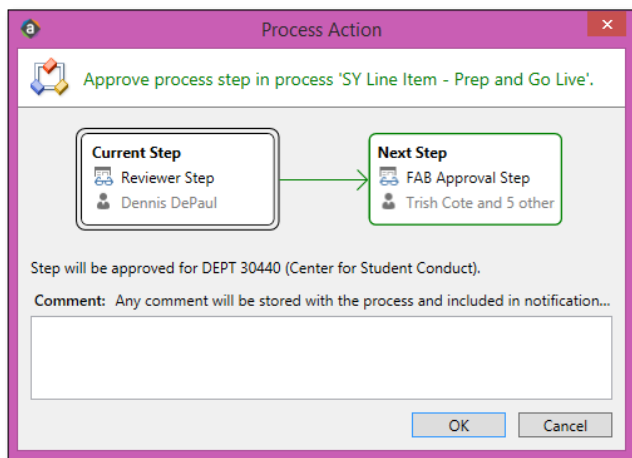 Process Action
Approve process step in process 'SY Line Item - Prep and Go Live'.
Current Step
Reviewer Step
Dennis DePaul
Next Step
FAB Approval Step
Trish Cote and 5 other
Step will be approved for DEPT 30440 (Center for Student Conduct).
Comment: Any comment will be stored with the process and included in notification...
OK Cancel